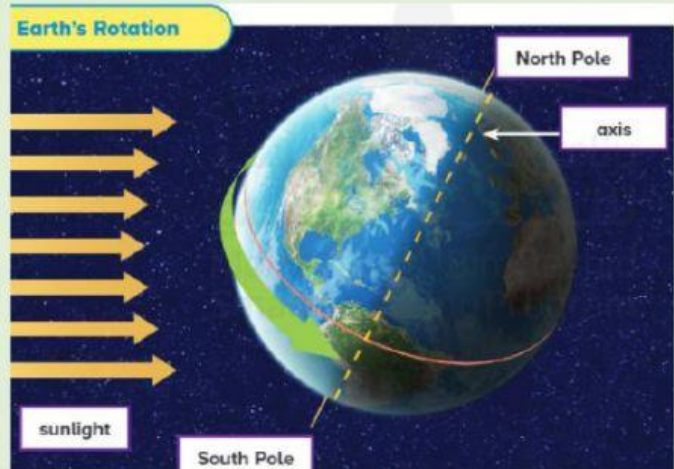 Earth's Rotation
North Pole
axis
sunlight
South Pole